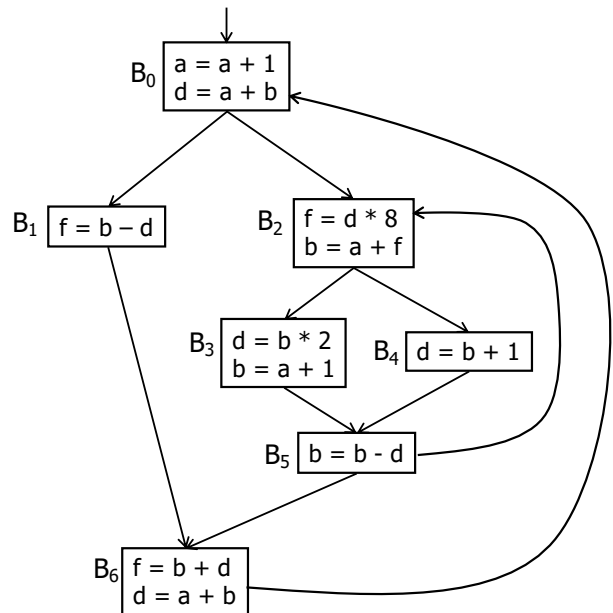 B0
a = a + 1
d = a + b
B1
f = b – d
B2
f = d * 8
b = a + f
B3
d = b * 2
b = a + 1
B4
d = b + 1
B5
b = b - d
B6
f = b + d
d = a + b